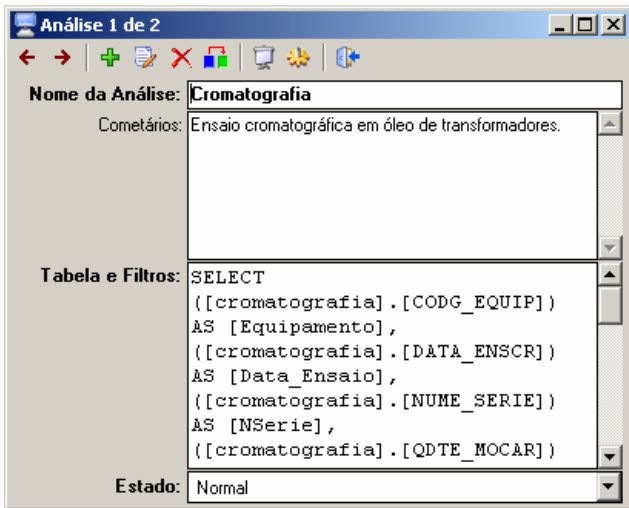 Análise 1 de 2
Nome da Análise: Cromatografia
Cometários: Ensaio cromatográfica em óleo de transformadores.
Tabela e Filtros: SELECT
([cromatografia].[CODG_EQUIP])
AS [Equipamento],
([cromatografia].[DATA_ENSCR])
AS [Data_Ensaio],
([cromatografia].[NUME_SERIE])
AS [NSerie],
([cromatografia].[QDTE_MOCAR])
Estado: Normal